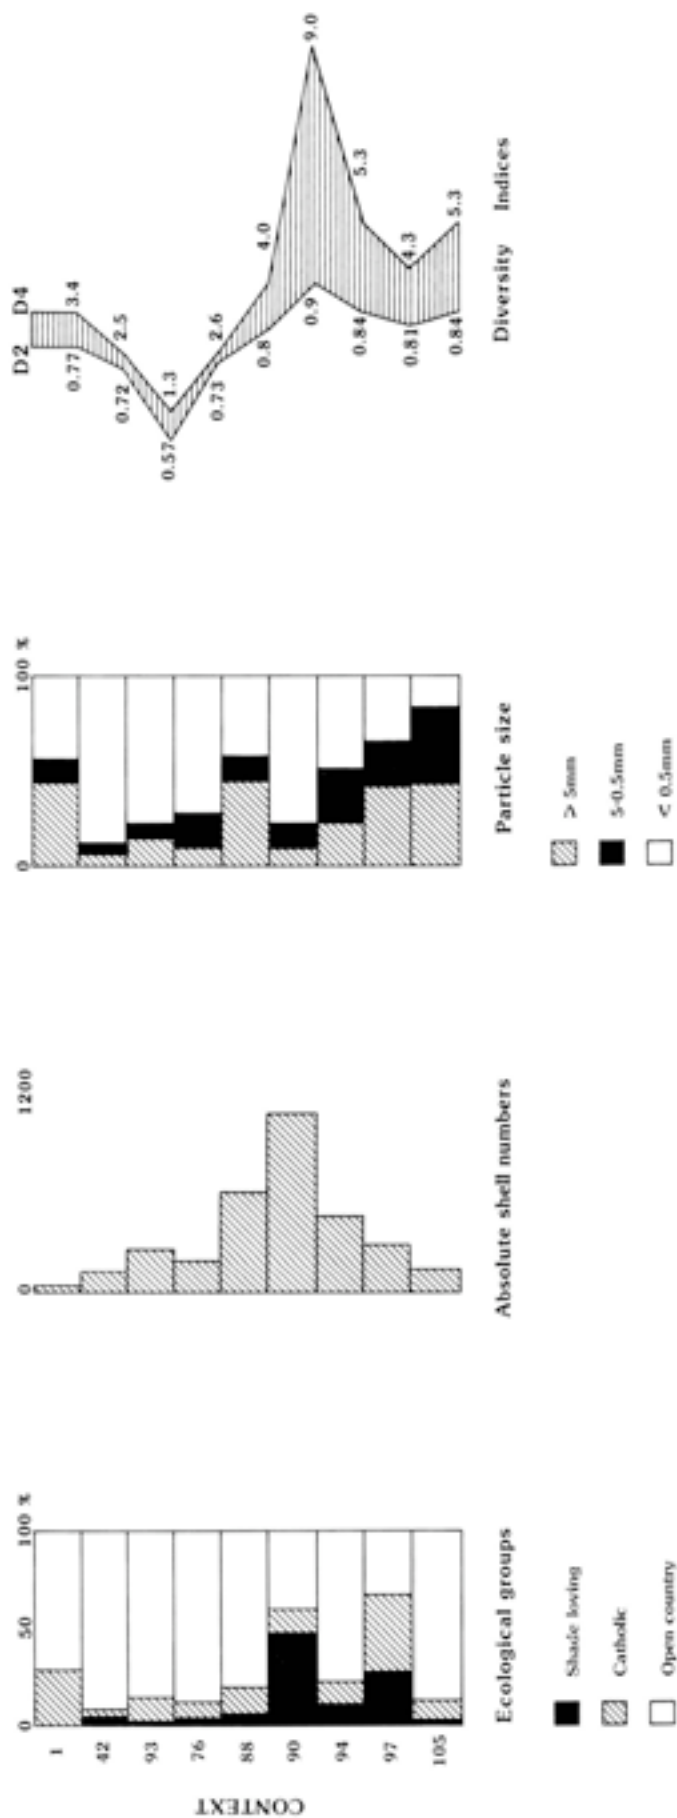 CONTEXT
1
42
93
76
88
90
94
97
105
0 50 100 %
Ecological groups
Shade loving
Catholic
Open country
0 1200
Absolute shell numbers
0 100 %
Particle size
> 5mm
5-0.5mm
< 0.5mm
D2 D4
0.77 3.4
0.72 2.5
0.57 1.3
0.73 2.6
0.8 4.0
0.9 9.0
0.84 5.3
0.81 4.3
0.84 5.3
Diversity Indices